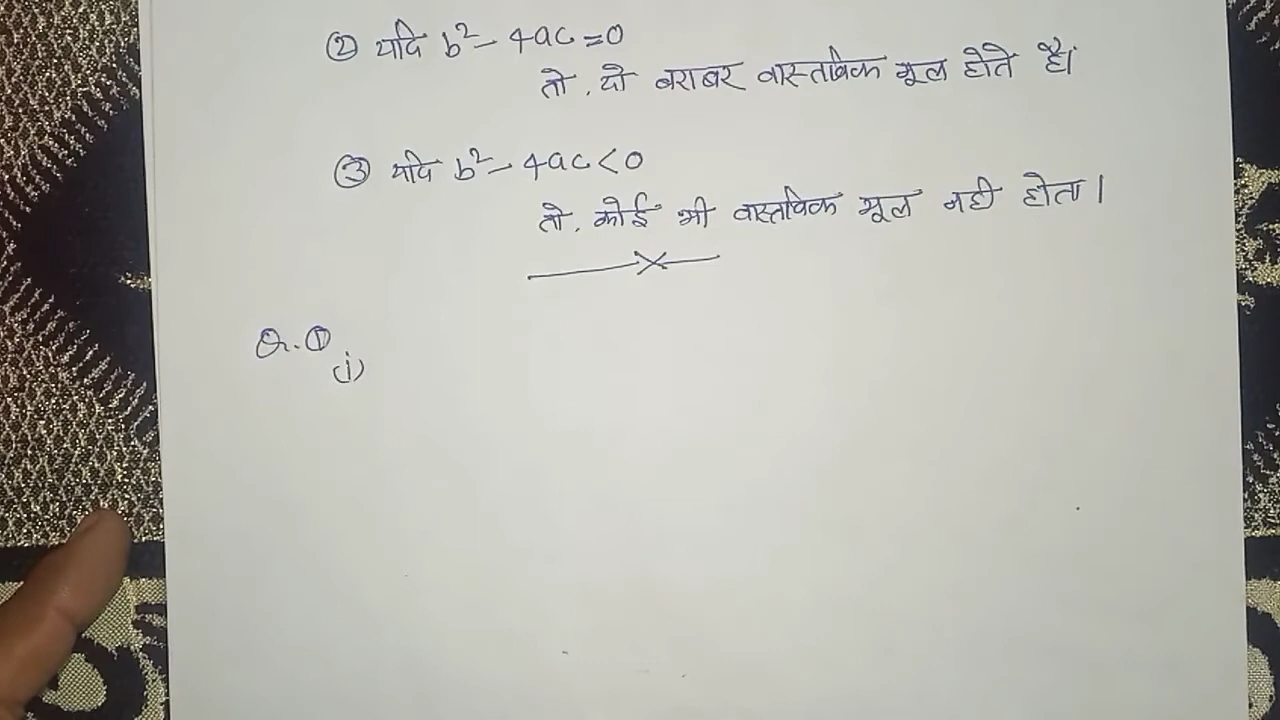 ② यदि b²- 4ac=0
तो, दो बराबर वास्तविक मूल होते है।
③ यदि b²- 4ac<0
तो, कोई भी वास्तविक मूल नही होता।
Q.①
(i)